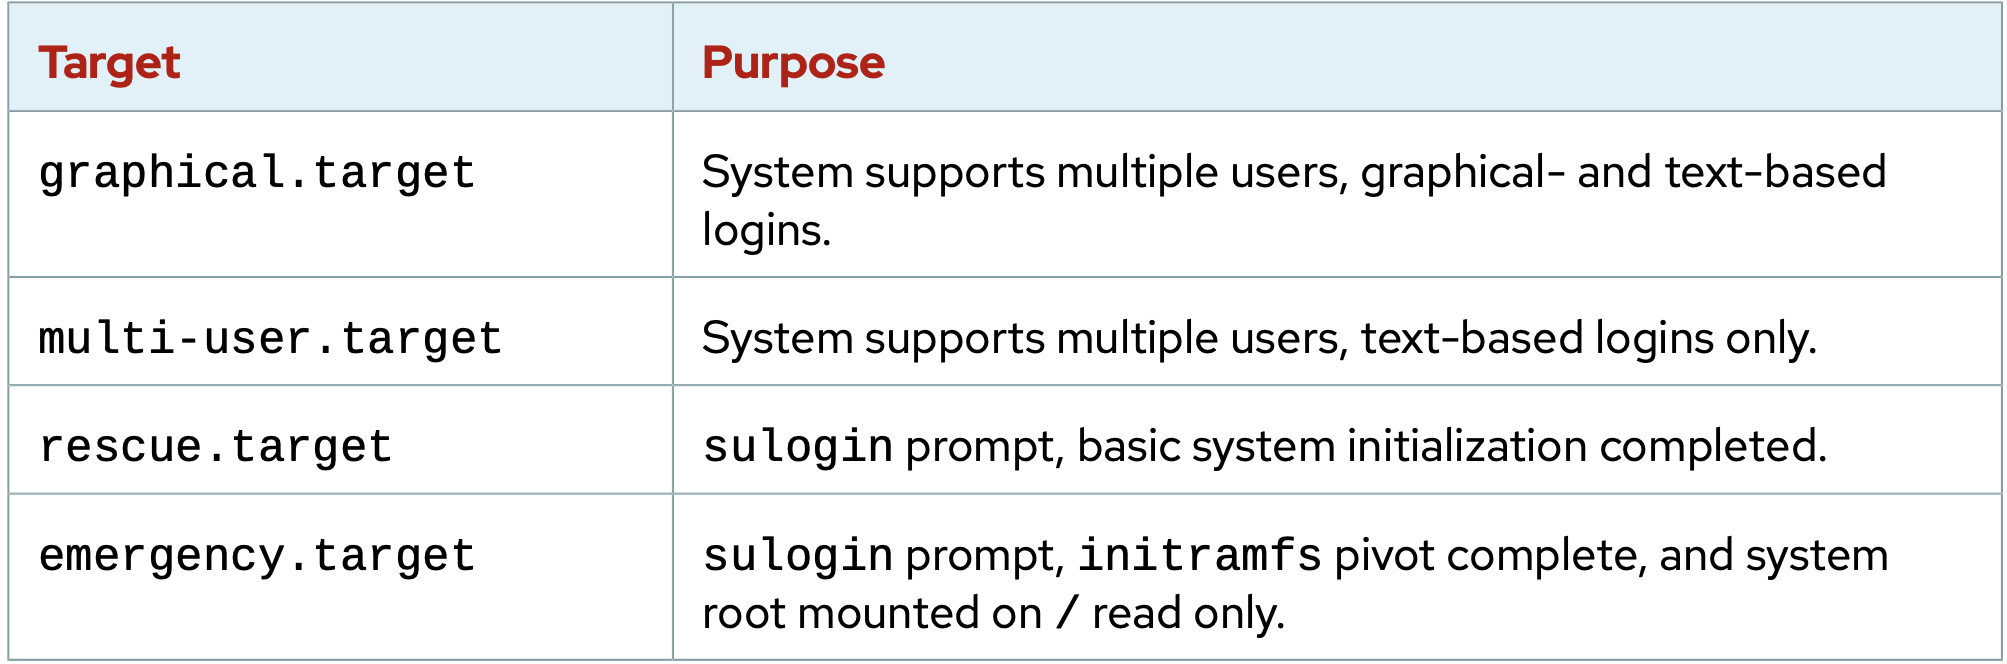 Target
Purpose
graphical.target
System supports multiple users, graphical- and text-based
logins.
multi-user.target
System supports multiple users, text-based logins only.
rescue.target
sulogin prompt, basic system initialization completed.
emergency.target
sulogin prompt, initramfs pivot complete, and system
root mounted on / read only.